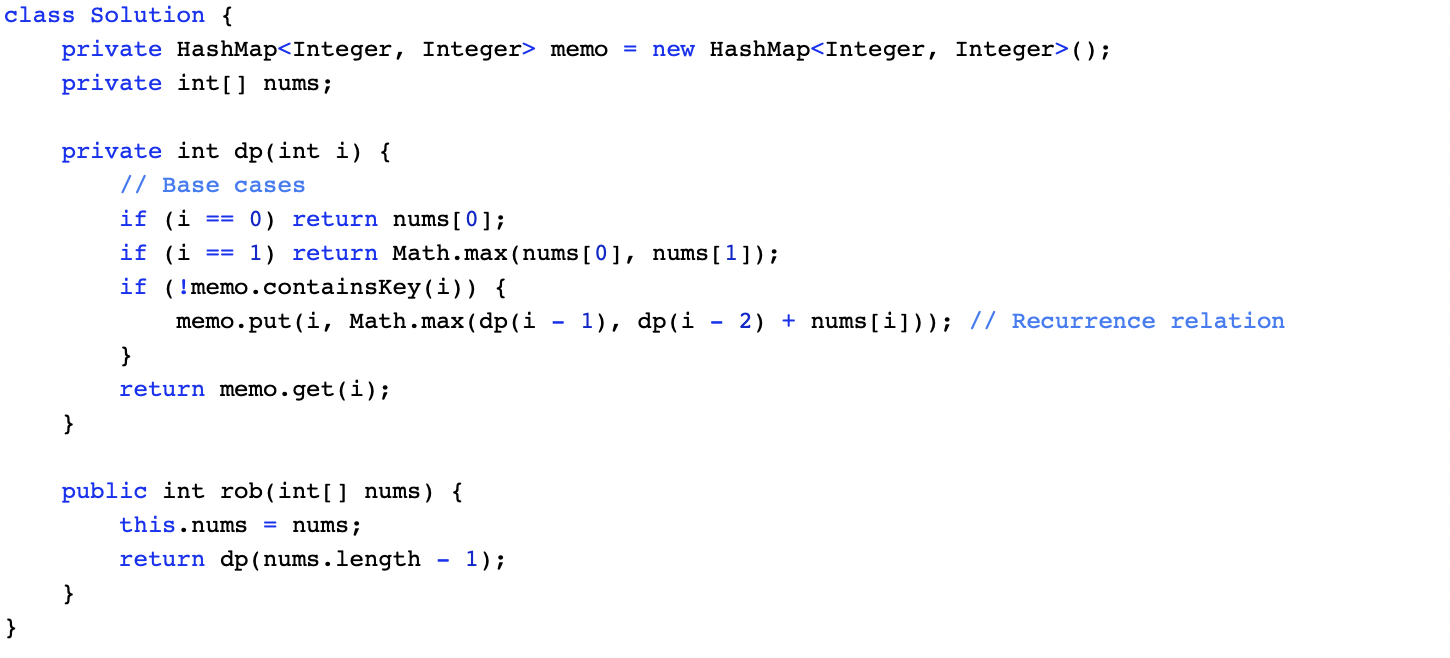 class Solution {
    private HashMap<Integer, Integer> memo = new HashMap<Integer, Integer>();
    private int[] nums;

    private int dp(int i) {
        // Base cases
        if (i == 0) return nums[0];
        if (i == 1) return Math.max(nums[0], nums[1]);
        if (!memo.containsKey(i)) {
            memo.put(i, Math.max(dp(i - 1), dp(i - 2) + nums[i])); // Recurrence relation
        }
        return memo.get(i);
    }

    public int rob(int[] nums) {
        this.nums = nums;
        return dp(nums.length - 1);
    }
}